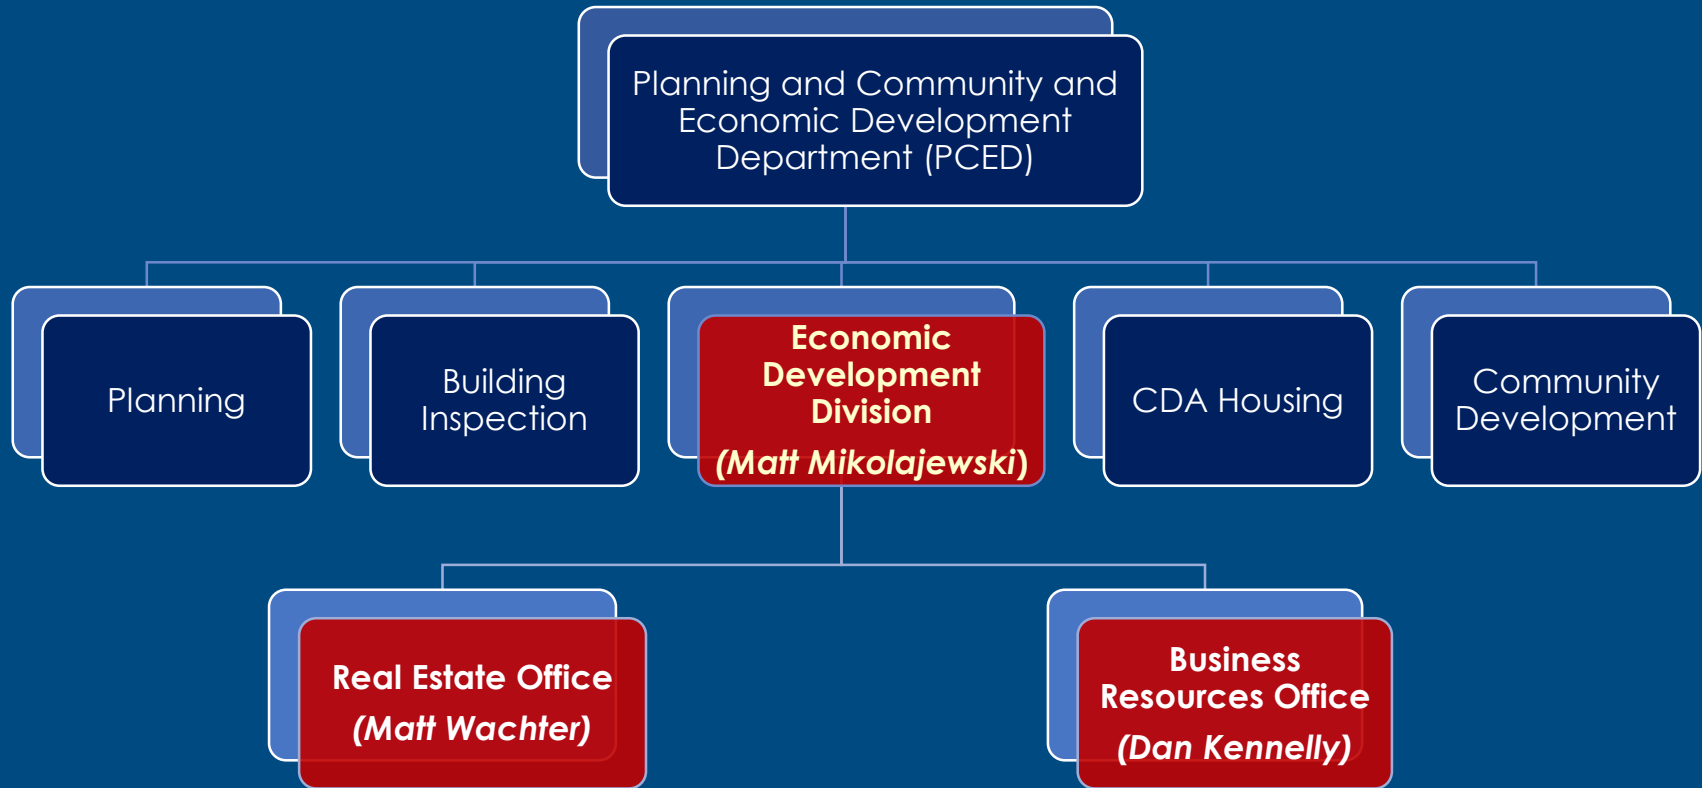 Planning and Community and
Economic Development
Department (PCED)
Planning
Building
Inspection
Economic
Development
Division
(Matt Mikolajewski)
CDA Housing
Community
Development
Real Estate Office
(Matt Wachter)
Business
Resources Office
(Dan Kennelly)